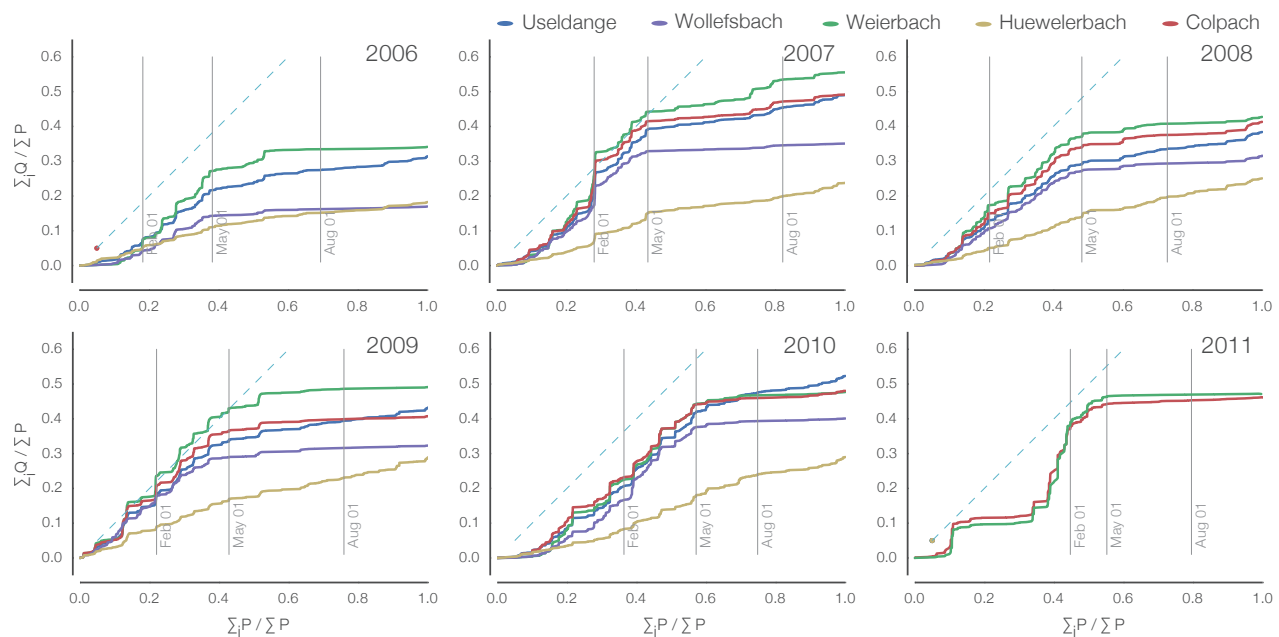 Useldange Wollefsbach Weierbach Huewelerbach Colpach
2006 2007 2008
0.6 0.6 0.6
0.5 0.5 0.5
0.4 0.4 0.4
0.3 0.3 0.3
0.2 0.2 0.2
0.1 0.1 0.1
0.0 0.0 0.0
∑iQ / ∑ P
Feb 01 May 01 Aug 01 Feb 01 May 0 Aug 01 Feb 0 May 0 Aug 01
0.0 0.2 0.4 0.6 0.8 1.0 0.0 0.2 0.4 0.6 0.8 1.0 0.0 0.2 0.4 0.6 0.8 1.0
2009 2010 2011
0.6 0.6 0.6
0.5 0.5 0.5
0.4 0.4 0.4
0.3 0.3 0.3
0.2 0.2 0.2
0.1 0.1 0.1
0.0 0.0 0.0
∑iQ / ∑ P
Feb 01 May 01 Aug 01 Feb 01 May 01 Aug 01 Feb 01 May 01 Aug 01
0.0 0.2 0.4 0.6 0.8 1.0 0.0 0.2 0.4 0.6 0.8 1.0 0.0 0.2 0.4 0.6 0.8 1.0
∑iP / ∑ P ∑iP / ∑ P ∑iP / ∑ P